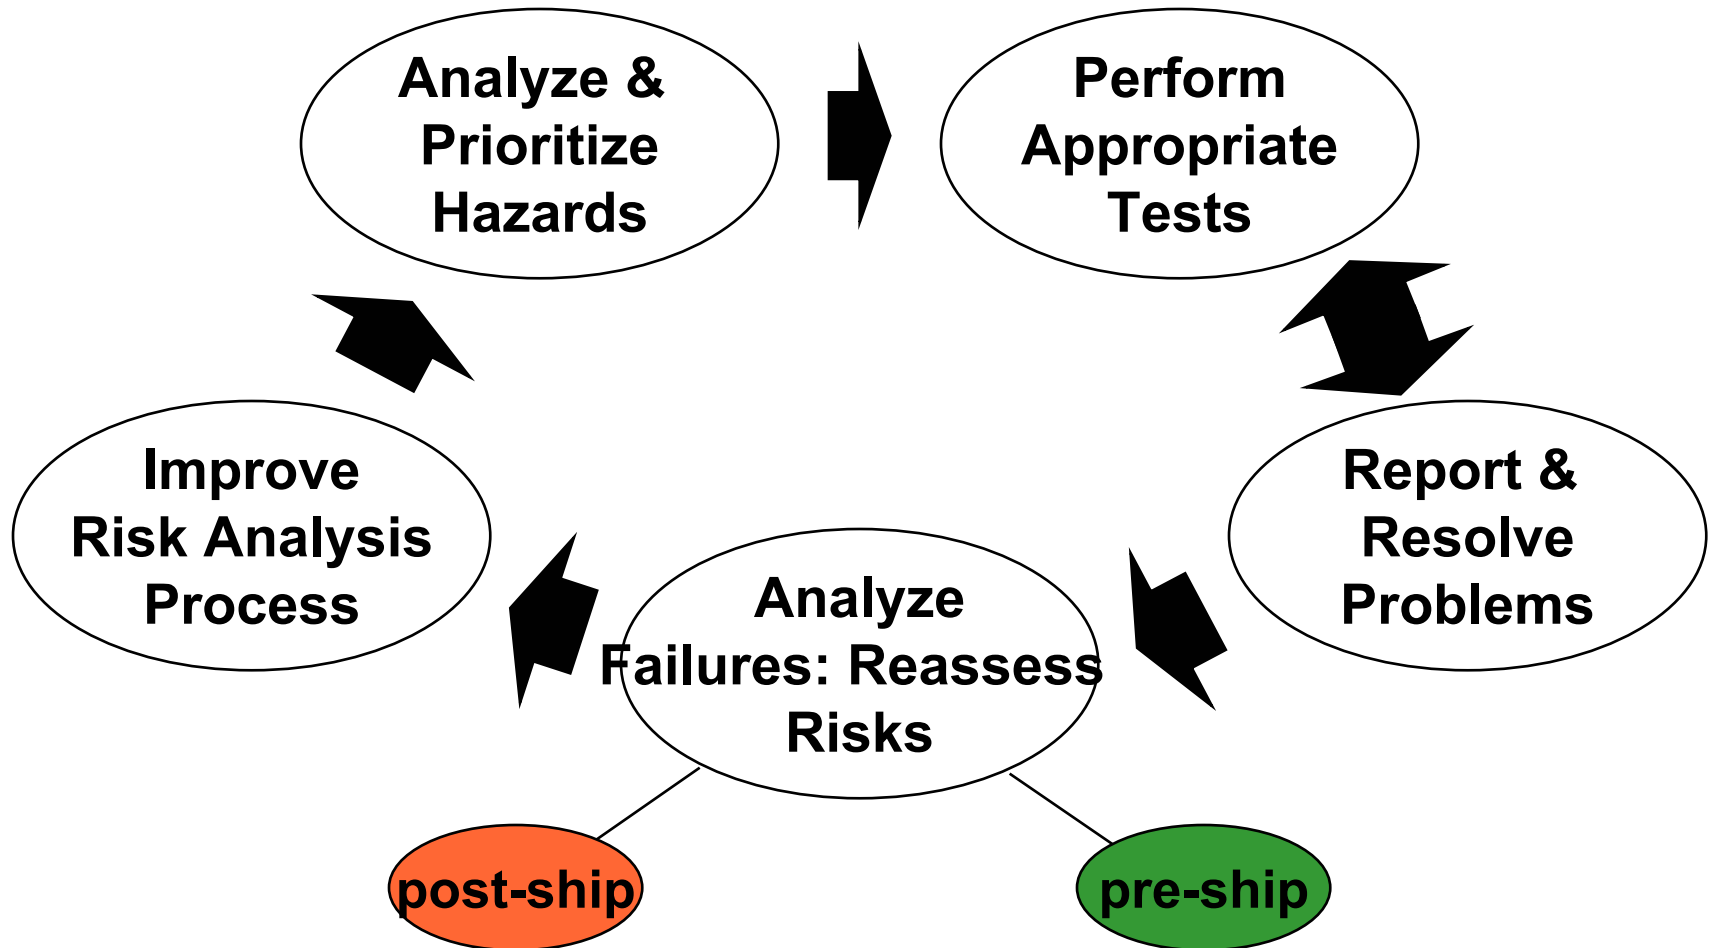 Analyze &
Prioritize
Hazards
Perform
Appropriate
Tests
Improve
Risk Analysis
Process
Report &
Resolve
Problems
Analyze
Failures: Reassess
Risks
post-ship
pre-ship